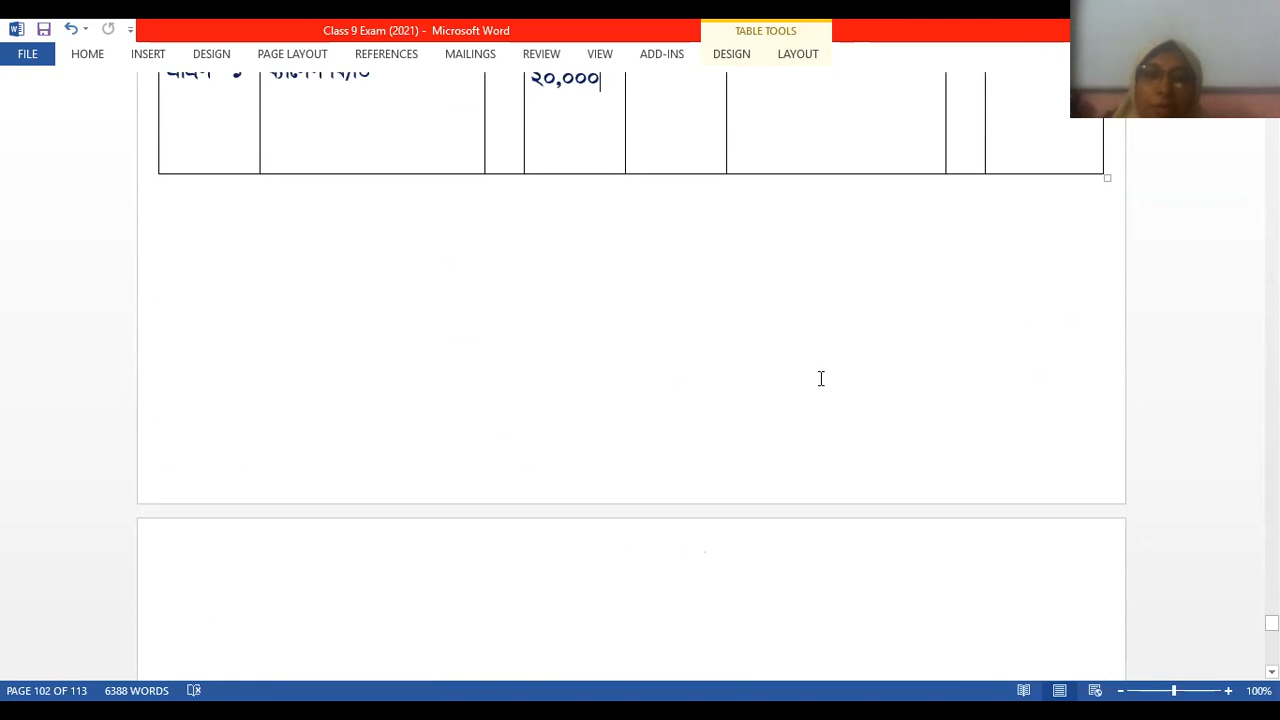 Class 9 Exam (2021) - Microsoft Word
TABLE TOOLS
FILE HOME INSERT DESIGN PAGE LAYOUT REFERENCES MAILINGS REVIEW VIEW ADD-INS DESIGN LAYOUT
২০,০০০
PAGE 102 OF 113 6388 WORDS 100%